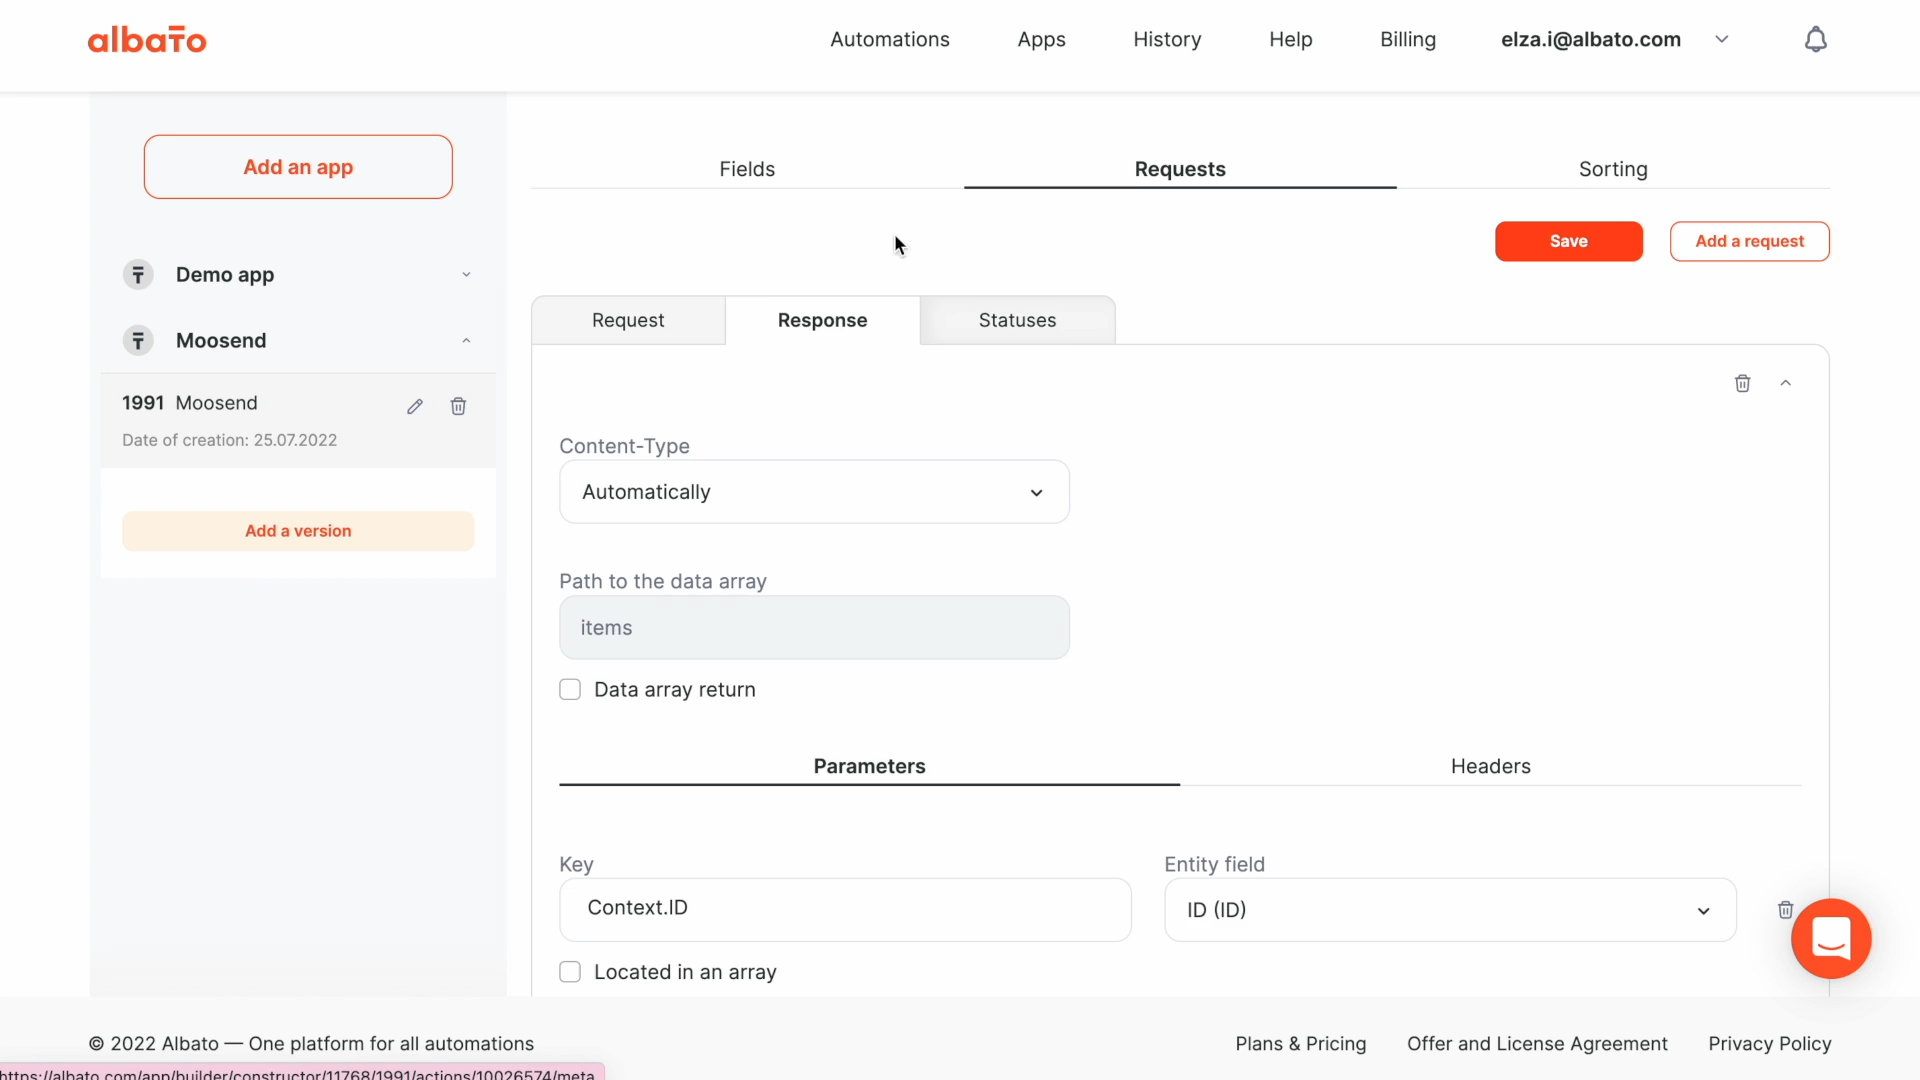 albato
Automations
Apps
History
Help
Billing
elza.i@albato.com
Add an app
Demo app
Moosend
1991 Moosend
Date of creation: 25.07.2022
Add a version
Fields
Requests
Sorting
Save
Add a request
Request
Response
Statuses
Content-Type
Automatically
Path to the data array
items
Data array return
Parameters
Headers
Key
Entity field
Context.ID
ID (ID)
Located in an array
© 2022 Albato — One platform for all automations
Plans & Pricing
Offer and License Agreement
Privacy Policy
https://albato.com/app/builder/constructor/11768/1991/actions/10026574/meta